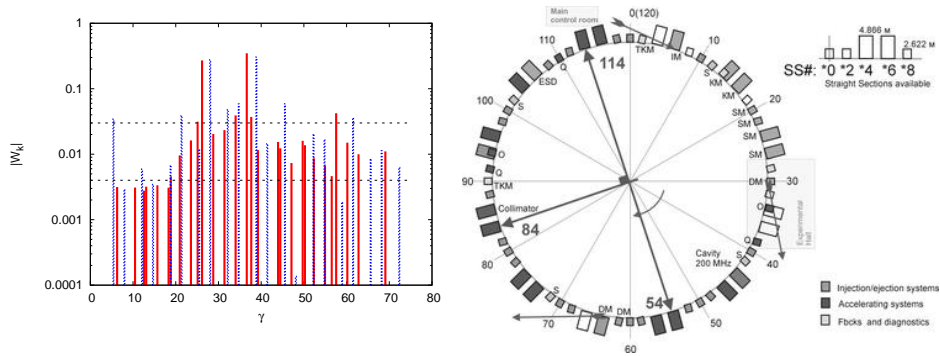 1
0.1
0.01
0.001
0.0001
|W_k|
0 10 20 30 40 50 60 70 80
γ
Main
control room
0(120)
TKM
IM
10
S
KM
KM
20
SM
SM
SM
DM
30
O
Experimental
Hall
Q
S
40
Cavity
200 MHz
50
54
60
DM
DM
70
S
80
Collimator
84
TKM
90
Q
O
100
S
ESD
Q
110
114
4.866 м
2.622 м
SS#: *0 *2 *4 *6 *8
Straight Sections available
Injection/ejection systems
Accelerating systems
Fbcks and diagnostics